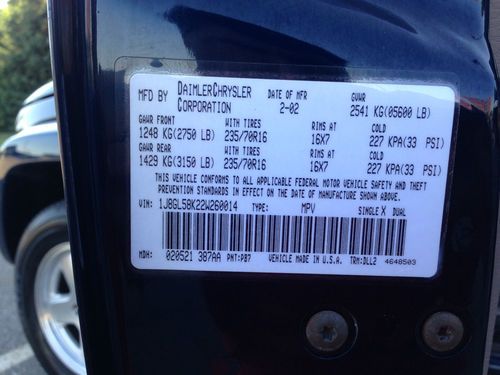 MFD BY DAIMLERCHRYSLER CORPORATION DATE OF MFR 2-02 GVWR 2541 KG(05600 LB)
GAWR FRONT WITH TIRES RIMS AT COLD
1248 KG(2750 LB) 235/70R16 16X7 227 KPA(33 PSI)
GAWR REAR WITH TIRES RIMS AT COLD
1429 KG(3150 LB) 235/70R16 16X7 227 KPA(33 PSI)
THIS VEHICLE CONFORMS TO ALL APPLICABLE FEDERAL MOTOR VEHICLE SAFETY AND THEFT
PREVENTION STANDARDS IN EFFECT ON THE DATE OF MANUFACTURE SHOWN ABOVE.
VIN: 1J8GL58K22W260014 TYPE: MPV SINGLE X DUAL
MDH: 020521 387AA PNT:PB7 VEHICLE MADE IN U.S.A. TRM:DLL2 4648503